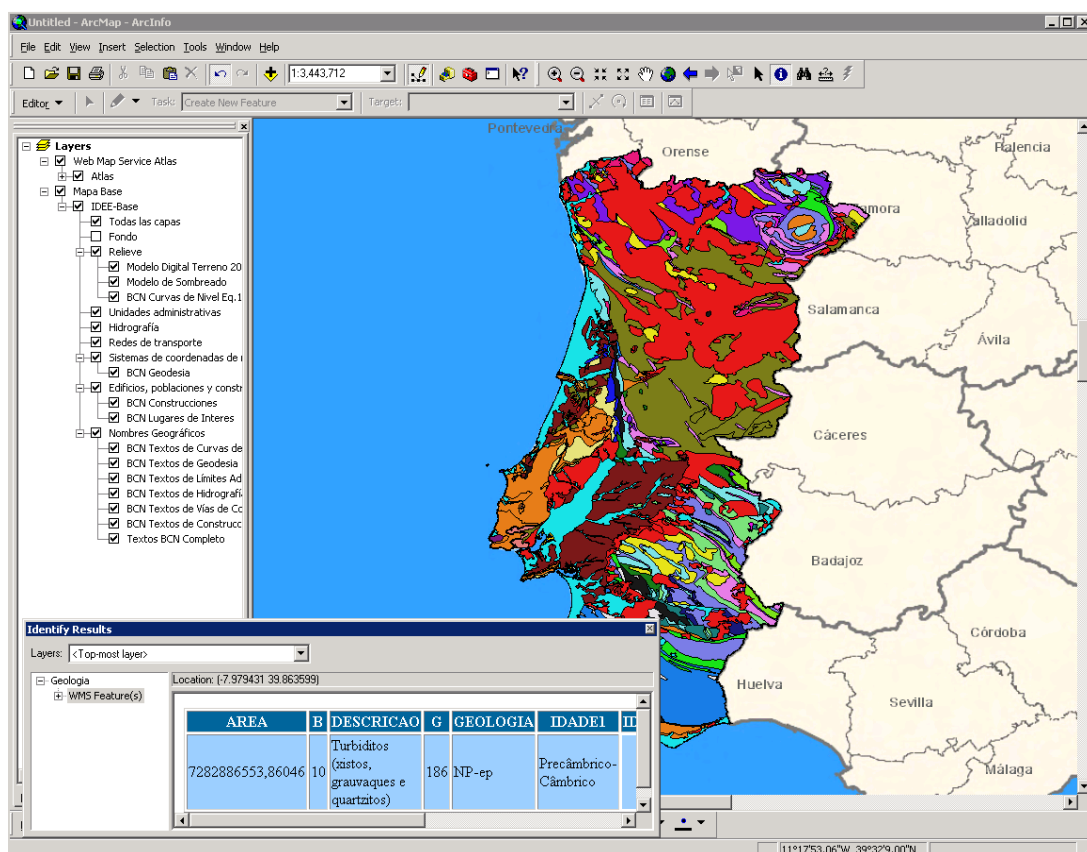 Untitled - ArcMap - ArcInfo
File Edit View Insert Selection Tools Window Help
1:3,443,712
Editor Task: Create New Feature Target:
Layers
Web Map Service Atlas
Atlas
Mapa Base
IDEE-Base
Todas las capas
Fondo
Relieve
Modelo Digital Terreno 20
Modelo de Sombreado
BCN Curvas de Nivel Eq.1
Unidades administrativas
Hidrografía
Redes de transporte
Sistemas de coordenadas de
BCN Geodesia
Edificios, poblaciones y constr
BCN Construcciones
BCN Lugares de Interes
Nombres Geográficos
BCN Textos de Curvas de
BCN Textos de Geodesia
BCN Textos de Límites Ad
BCN Textos de Hidrografí
BCN Textos de Vías de Co
BCN Textos de Construcc
Textos BCN Completo
Pontevedra
Orense
Palencia
amora
Valladolid
Salamanca
Ávila
Cáceres
Badajoz
Córdoba
Huelva
Sevilla
Málaga
Identify Results
Layers: <Top-most layer>
Geologia
WMS Feature(s)
Location: (-7.979431 39.863599)
AREA B DESCRICAO G GEOLOGIA IDADE1 ID
7282886553,86046 10 Turbiditos (xistos, grauvaques e quartzitos) 186 NP-ep Precâmbrico-Câmbrico
11°17'53.06"W 39°32'9.00"N